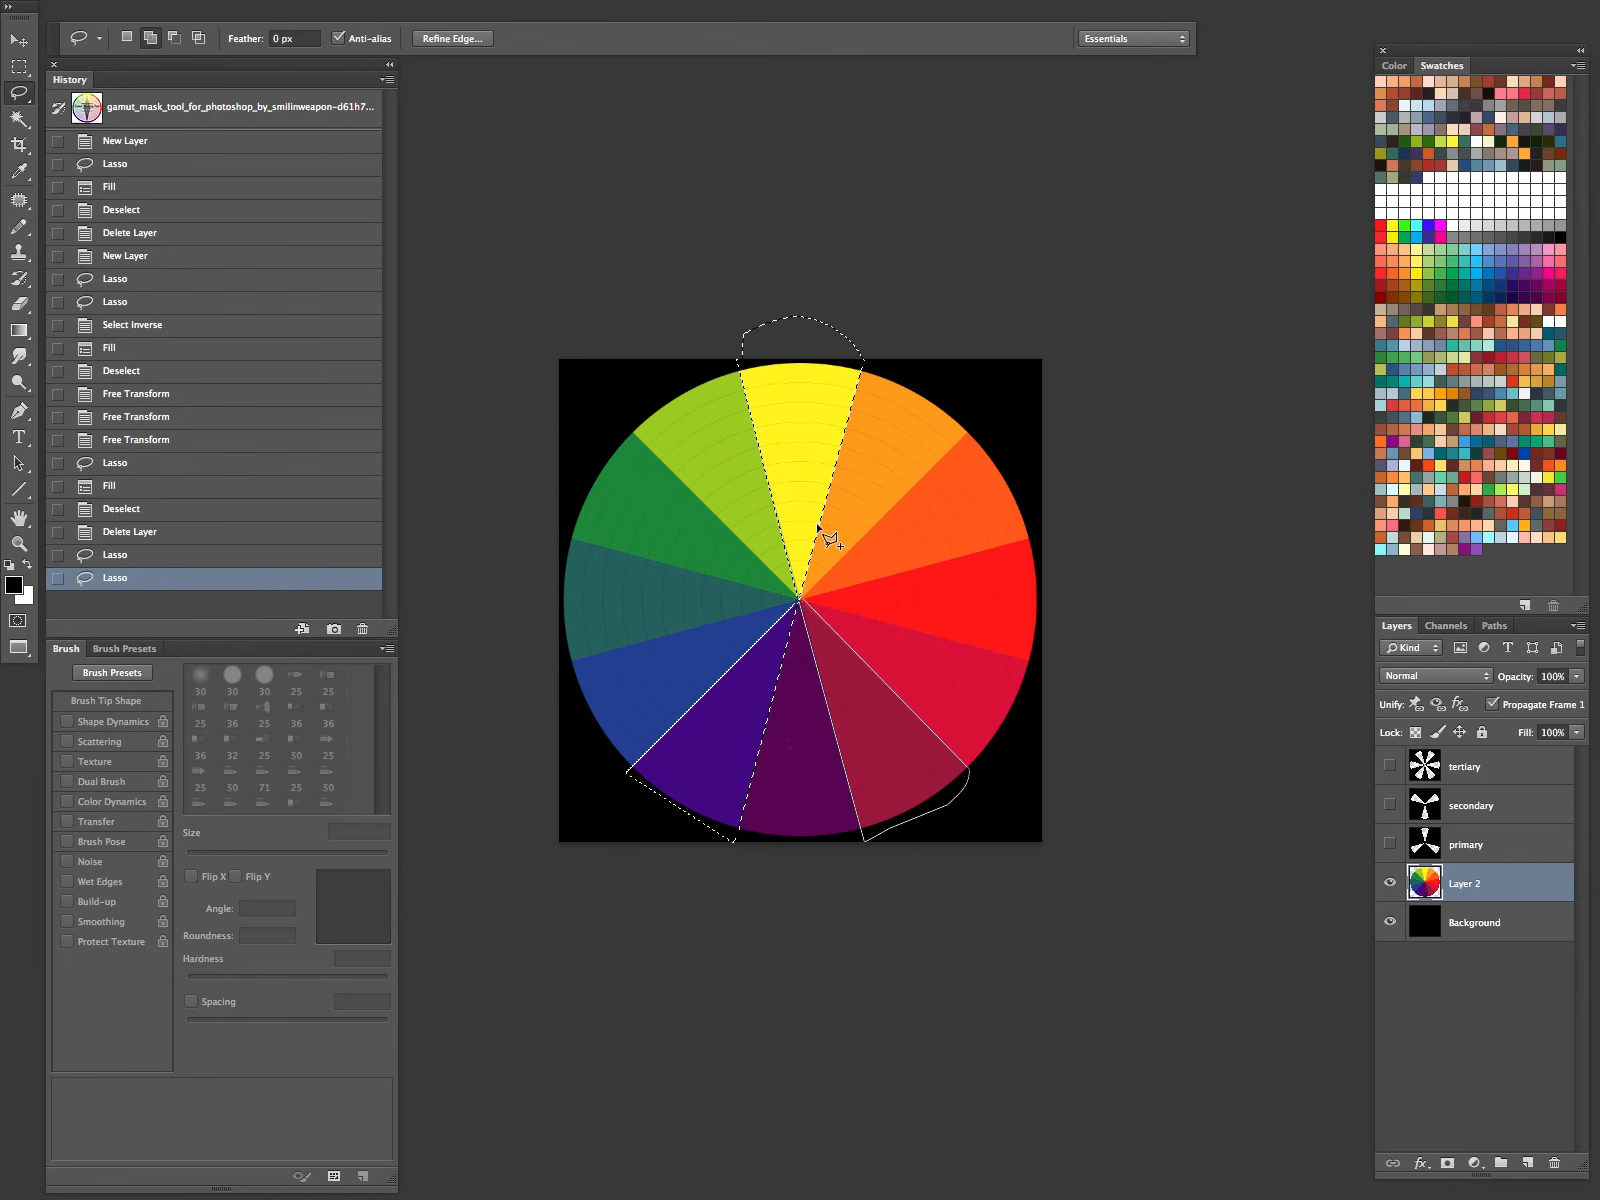 Feather: 0 px
Anti-alias
Refine Edge...
Essentials
History
gamut_mask_tool_for_photoshop_by_smilinweapon-d61h7...
New Layer
Lasso
Fill
Deselect
Delete Layer
New Layer
Lasso
Lasso
Select Inverse
Fill
Deselect
Free Transform
Free Transform
Free Transform
Lasso
Fill
Deselect
Delete Layer
Lasso
Lasso
Brush
Brush Presets
Brush Presets
Brush Tip Shape
Shape Dynamics
Scattering
Texture
Dual Brush
Color Dynamics
Transfer
Brush Pose
Noise
Wet Edges
Build-up
Smoothing
Protect Texture
30 30 30 25 25
25 36 25 36 36
36 32 25 50 25
25 50 71 25 50
Size
Flip X
Flip Y
Angle:
Roundness:
Hardness
Spacing
Color
Swatches
Layers
Channels
Paths
Kind
Normal
Opacity: 100%
Unify:
Propagate Frame 1
Lock:
Fill: 100%
tertiary
secondary
primary
Layer 2
Background